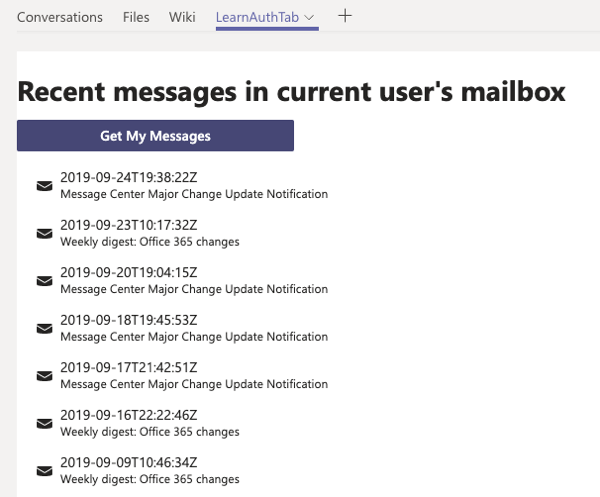 Conversations Files Wiki LearnAuthTab
Recent messages in current user's mailbox
Get My Messages
2019-09-24T19:38:22Z
Message Center Major Change Update Notification
2019-09-23T10:17:32Z
Weekly digest: Office 365 changes
2019-09-20T19:04:15Z
Message Center Major Change Update Notification
2019-09-18T19:45:53Z
Message Center Major Change Update Notification
2019-09-17T21:42:51Z
Message Center Major Change Update Notification
2019-09-16T22:22:46Z
Weekly digest: Office 365 changes
2019-09-09T10:46:34Z
Weekly digest: Office 365 changes